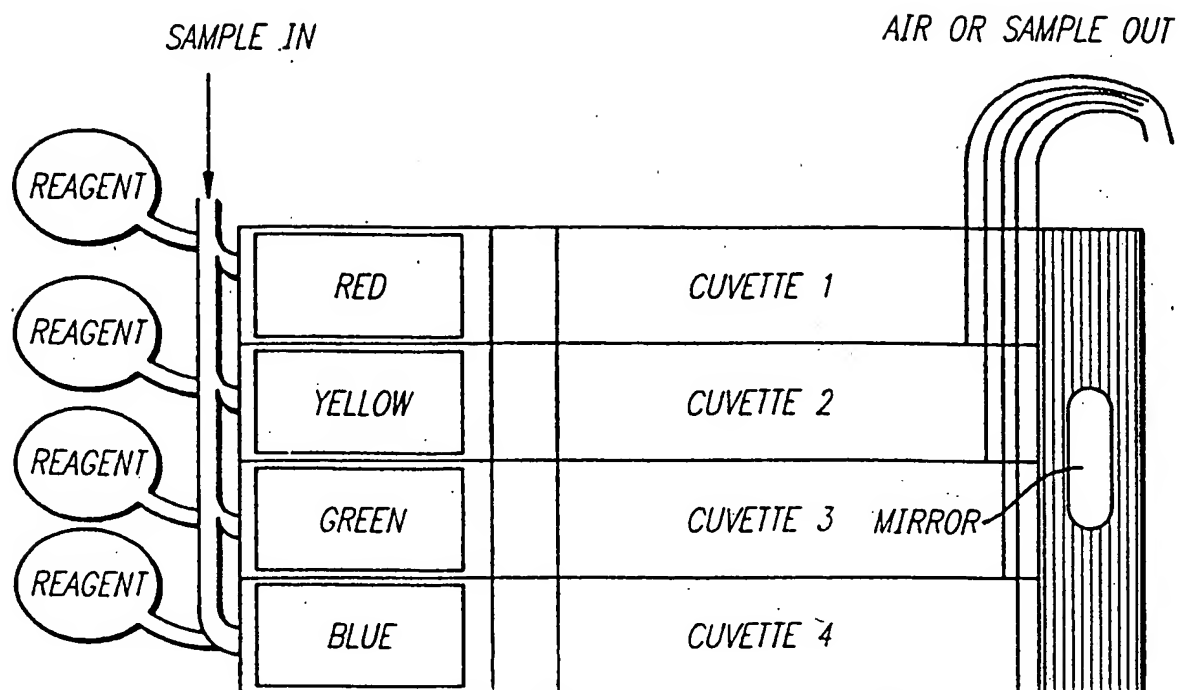 SAMPLE IN
AIR OR SAMPLE OUT
REAGENT
RED
CUVETTE 1
REAGENT
YELLOW
CUVETTE 2
REAGENT
GREEN
CUVETTE 3
MIRROR
REAGENT
BLUE
CUVETTE 4